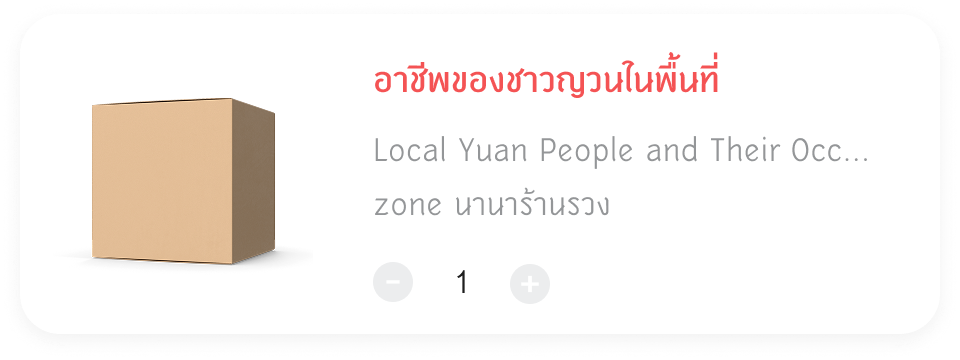 อาชีพของชาวญวนในพื้นที่
Local Yuan People and Their Occ...
zone นานาร้านรวง
- 1 +